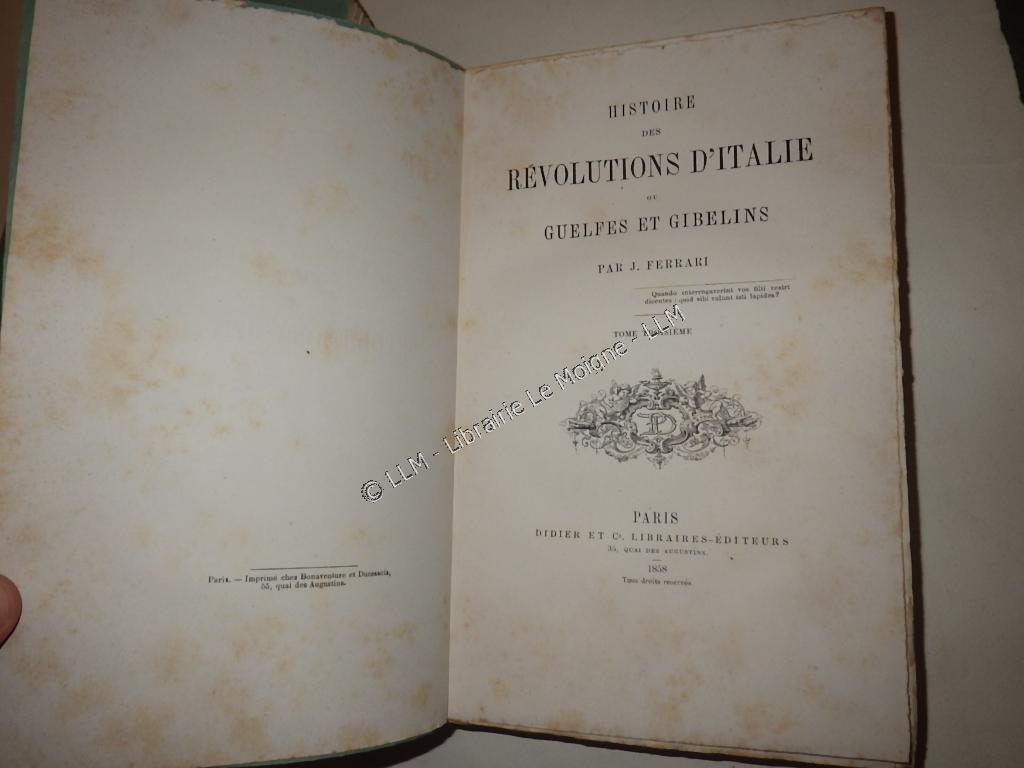 Paris. — Imprimé chez Bonaventure et Ducessois,
55, quai des Augustins.
HISTOIRE
DES
RÉVOLUTIONS D'ITALIE
OU
GUELFES ET GIBELINS
PAR J. FERRARI
Quando interrogaverint vos filii vestri
dicentes: quid sibi volunt isti lapides?
TOME
PARIS
DIDIER ET Cº, LIBRAIRES-ÉDITEURS
35, QUAI DES AUGUSTINS.
1858
Tous droits réservés
© LLM - Librairie Le Moigne - LLM